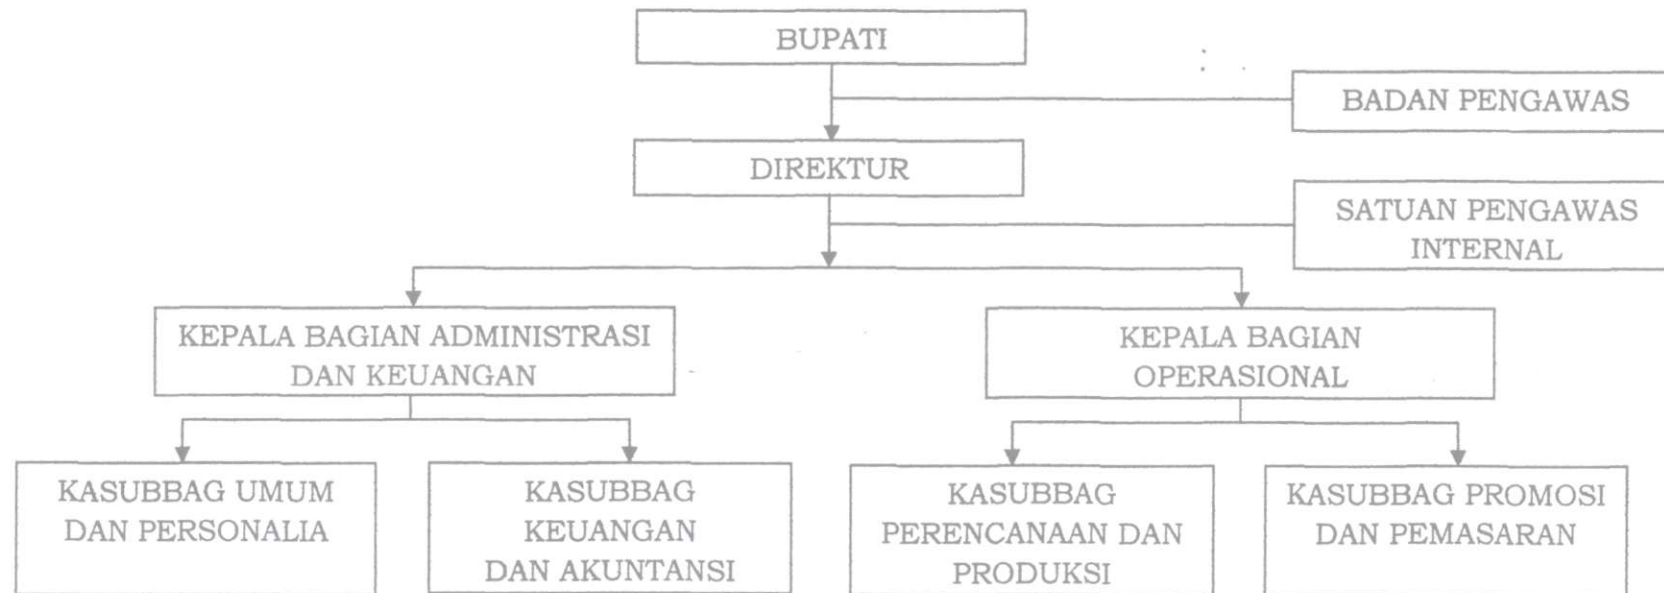 BUPATI
BADAN PENGAWAS
DIREKTUR
SATUAN PENGAWAS
INTERNAL
KEPALA BAGIAN ADMINISTRASI
DAN KEUANGAN
KEPALA BAGIAN
OPERASIONAL
KASUBBAG UMUM
DAN PERSONALIA
KASUBBAG
KEUANGAN
DAN AKUNTANSI
KASUBBAG
PERENCANAAN DAN
PRODUKSI
KASUBBAG PROMOSI
DAN PEMASARAN